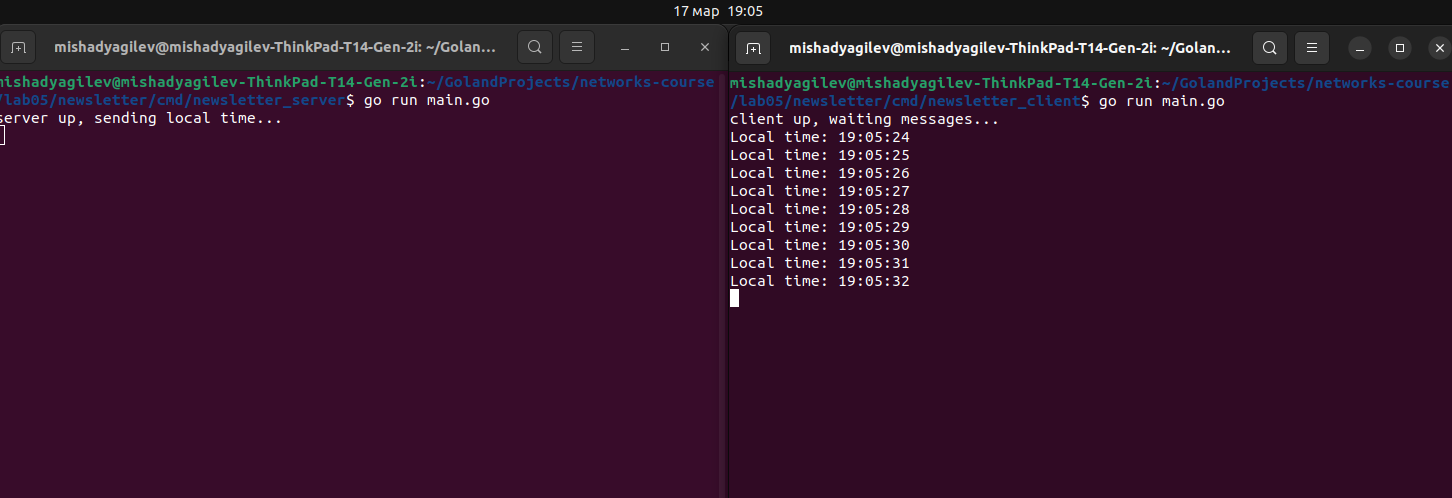 17 мар 19:05
mishadyagilev@mishadyagilev-ThinkPad-T14-Gen-2i: ~/Golan...
mishadyagilev@mishadyagilev-ThinkPad-T14-Gen-2i:~/GolandProjects/networks-course
/lab05/newsletter/cmd/newsletter_server$ go run main.go
server up, sending local time...
mishadyagilev@mishadyagilev-ThinkPad-T14-Gen-2i: ~/Golan...
mishadyagilev@mishadyagilev-ThinkPad-T14-Gen-2i:~/GolandProjects/networks-course
/lab05/newsletter/cmd/newsletter_client$ go run main.go
client up, waiting messages...
Local time: 19:05:24
Local time: 19:05:25
Local time: 19:05:26
Local time: 19:05:27
Local time: 19:05:28
Local time: 19:05:29
Local time: 19:05:30
Local time: 19:05:31
Local time: 19:05:32